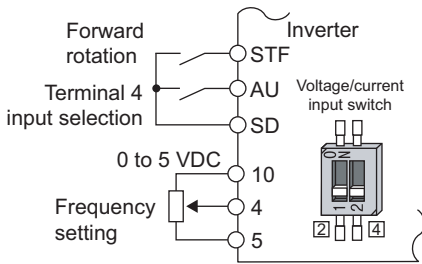 Forward
rotation
Inverter
STF
Terminal 4
input selection
AU
SD
Voltage/current
input switch
0 to 5 VDC
10
Frequency
setting
4
5
ON
1 2
2 4